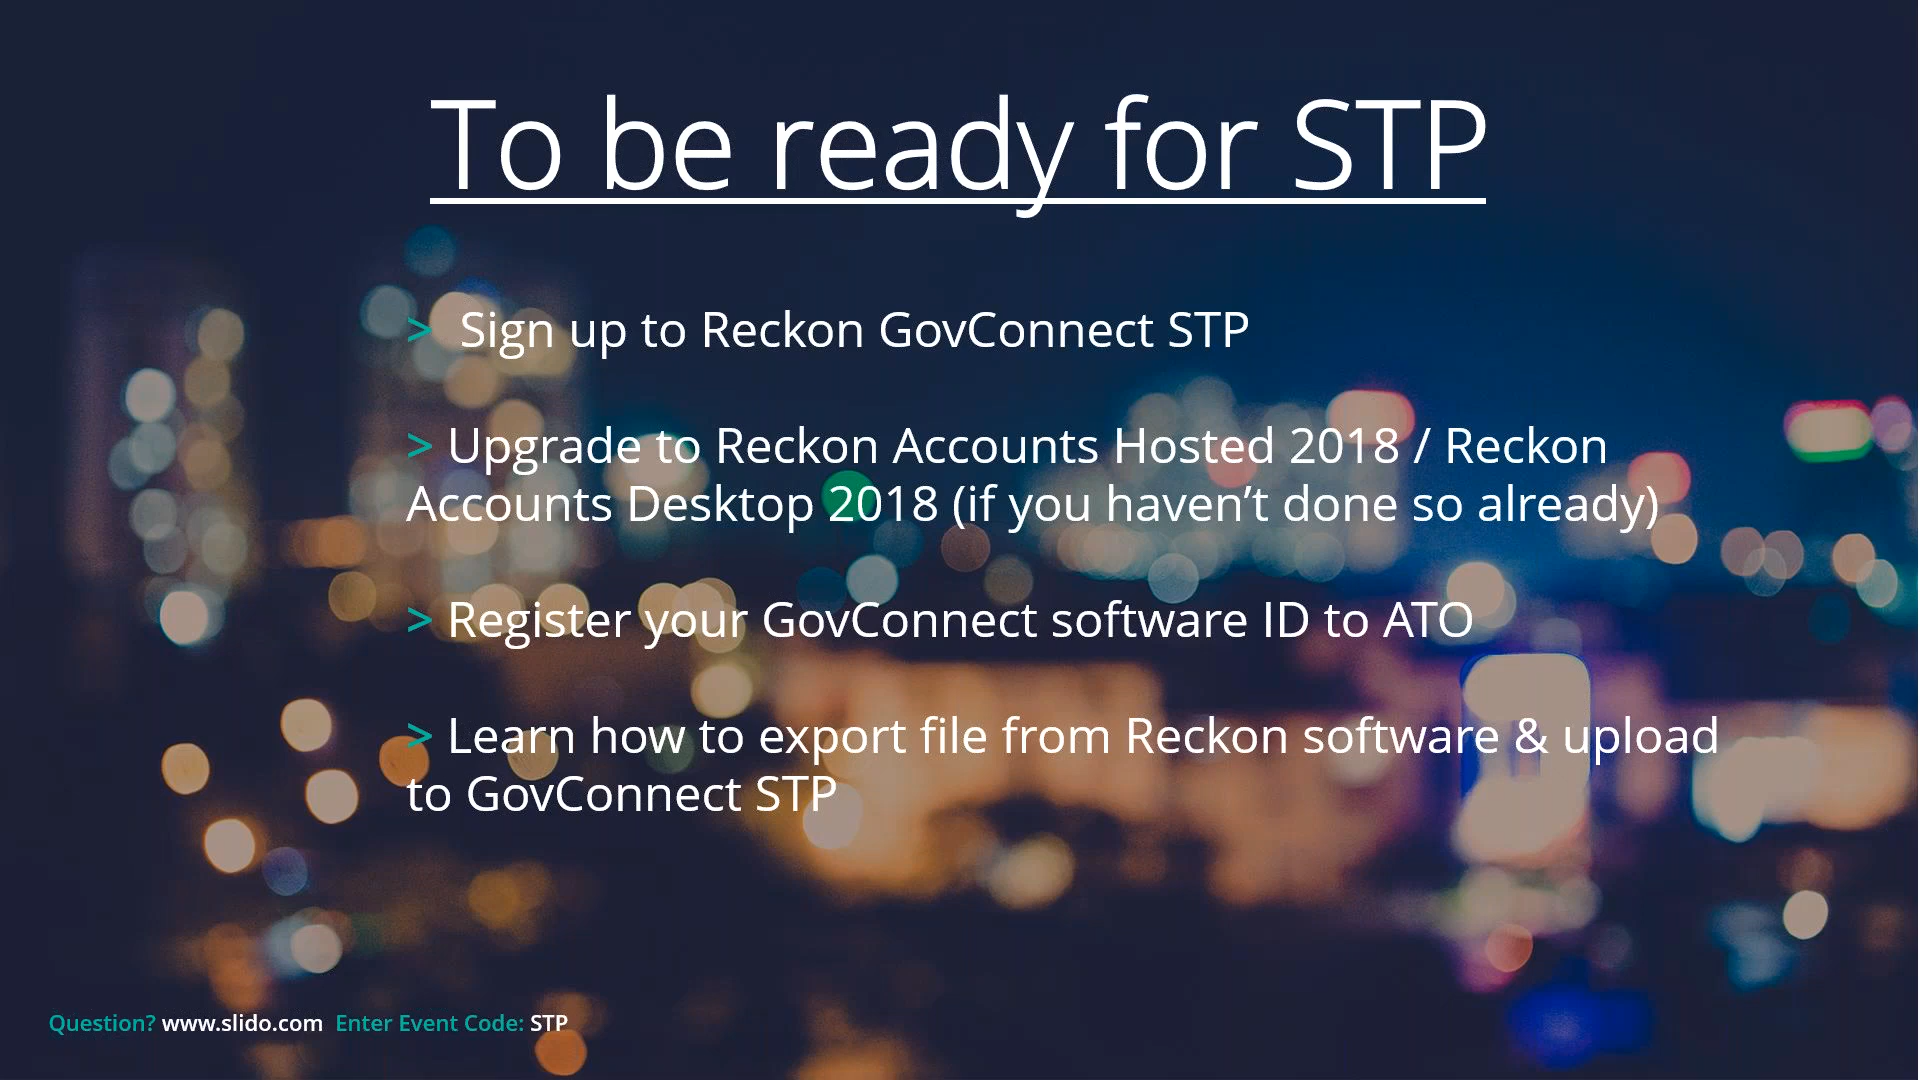 To be ready for STP
> Sign up to Reckon GovConnect STP
> Upgrade to Reckon Accounts Hosted 2018 / Reckon
Accounts Desktop 2018 (if you haven’t done so already)
> Register your GovConnect software ID to ATO
> Learn how to export file from Reckon software & upload
to GovConnect STP
Question? www.slido.com Enter Event Code: STP